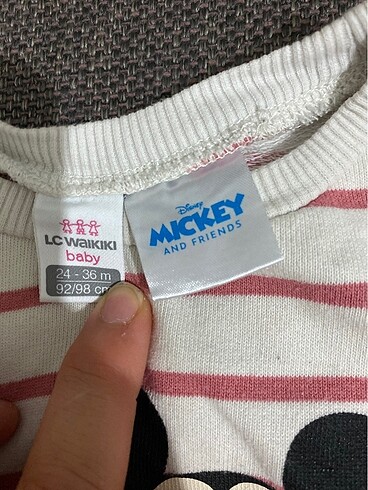 LC WAIKIKI
baby
24 - 36 m
92/98 cm
Disney
MICKEY
AND FRIENDS